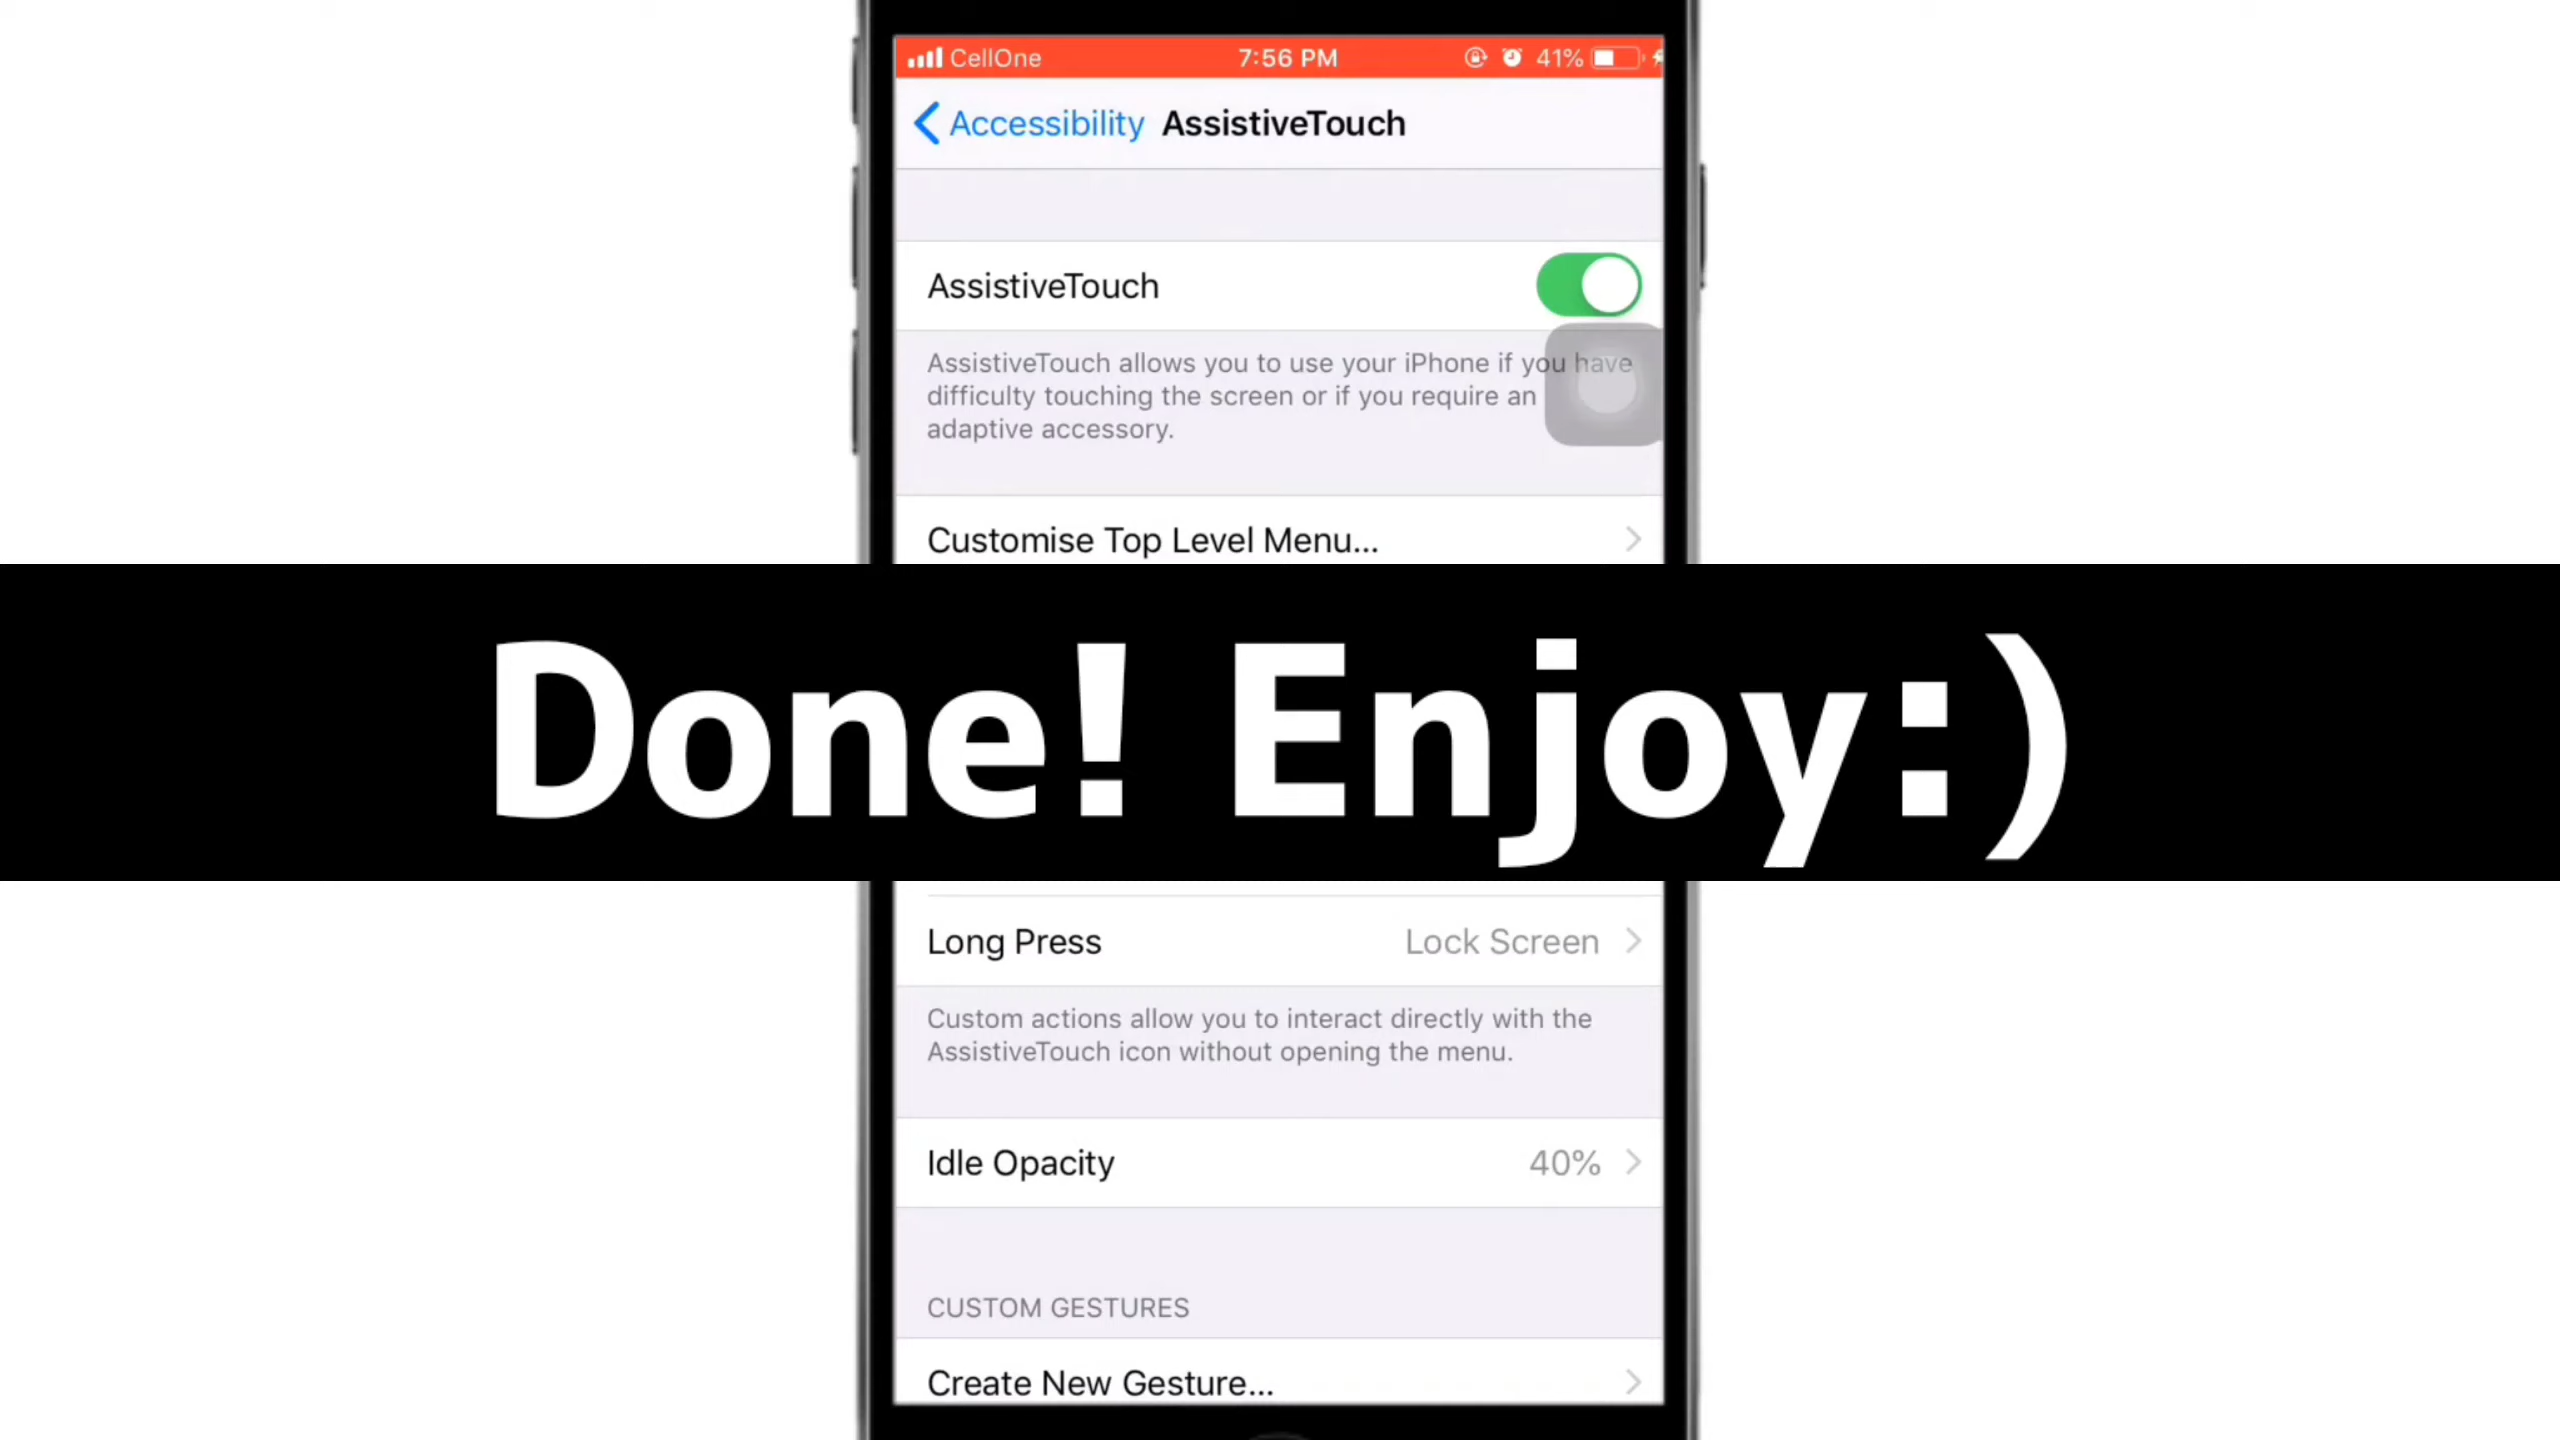 CellOne 7:56 PM 41%
Accessibility AssistiveTouch
AssistiveTouch
AssistiveTouch allows you to use your iPhone if you have
difficulty touching the screen or if you require an
adaptive accessory.
Customise Top Level Menu...
Done! Enjoy:)
Long Press Lock Screen
Custom actions allow you to interact directly with the
AssistiveTouch icon without opening the menu.
Idle Opacity 40%
CUSTOM GESTURES
Create New Gesture...